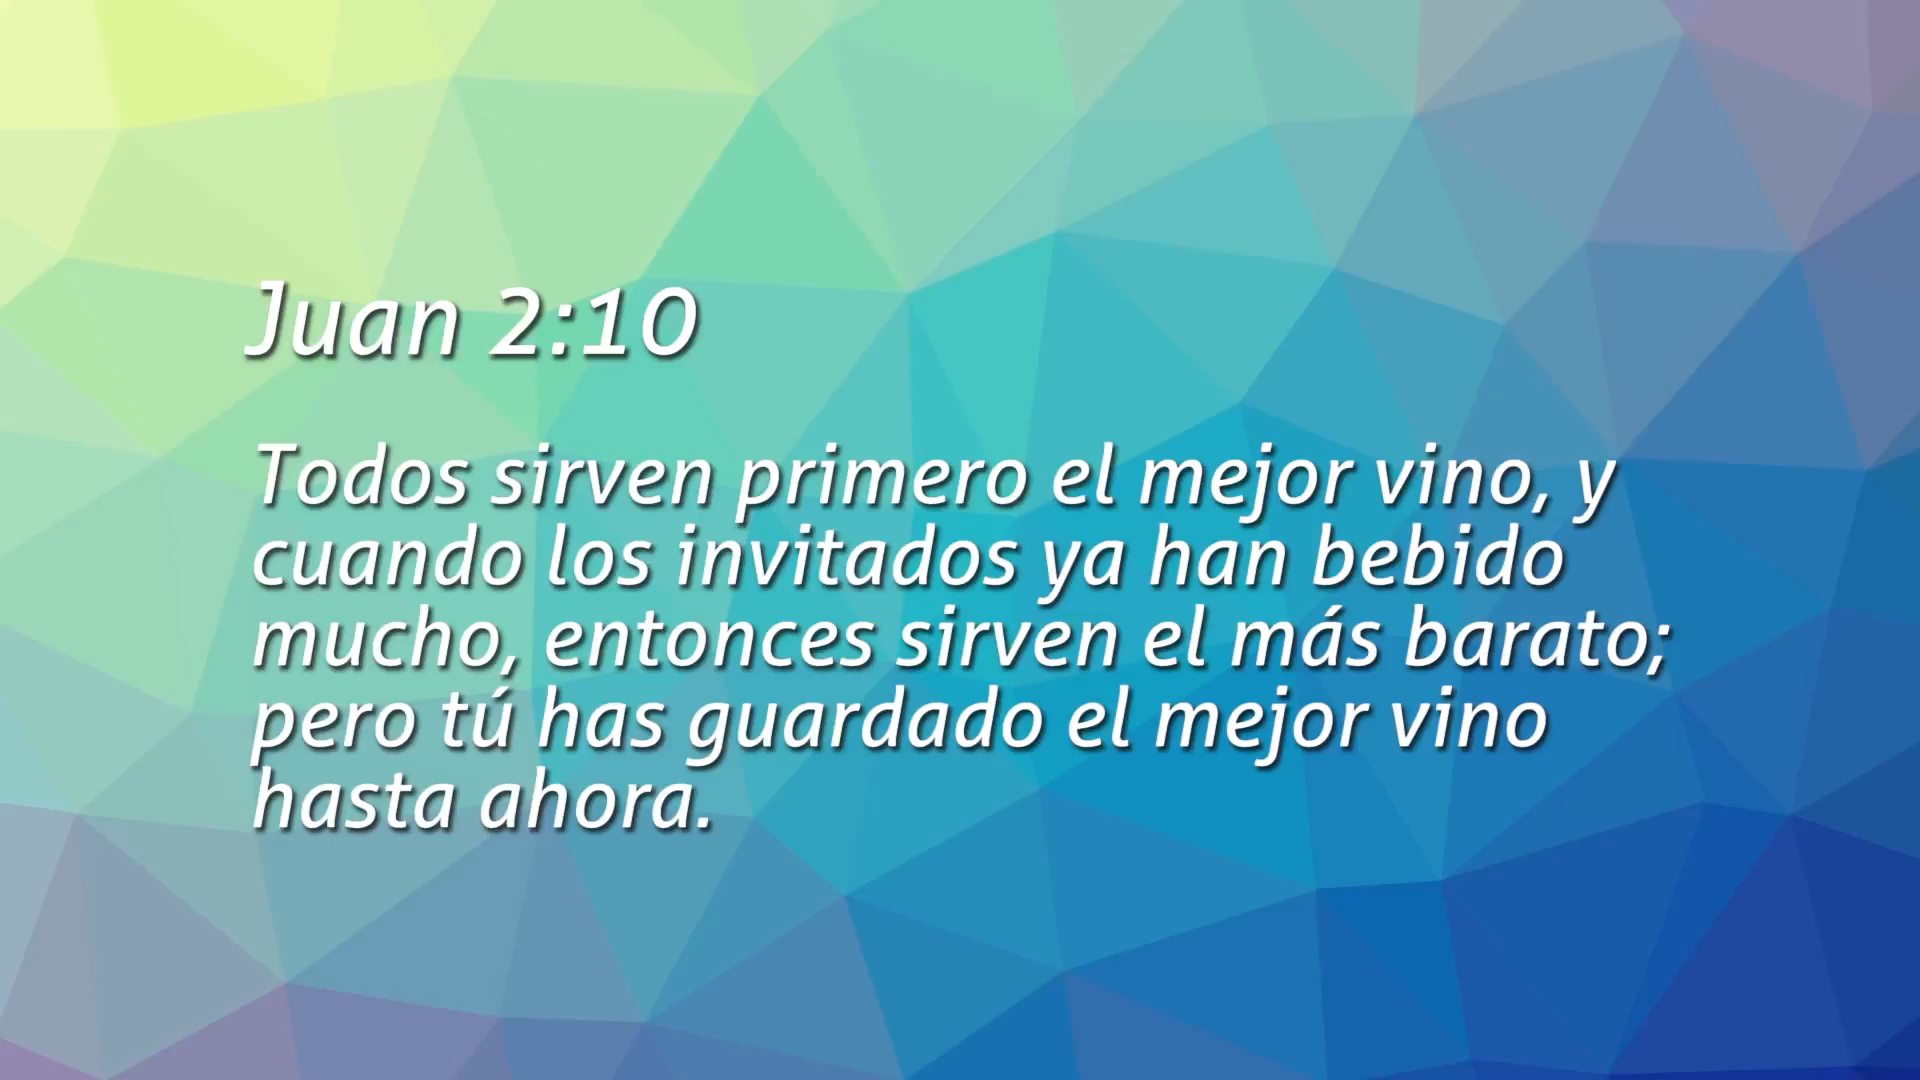 Juan 2:10
Todos sirven primero el mejor vino, y
cuando los invitados ya han bebido
mucho, entonces sirven el más barato;
pero tú has guardado el mejor vino
hasta ahora.